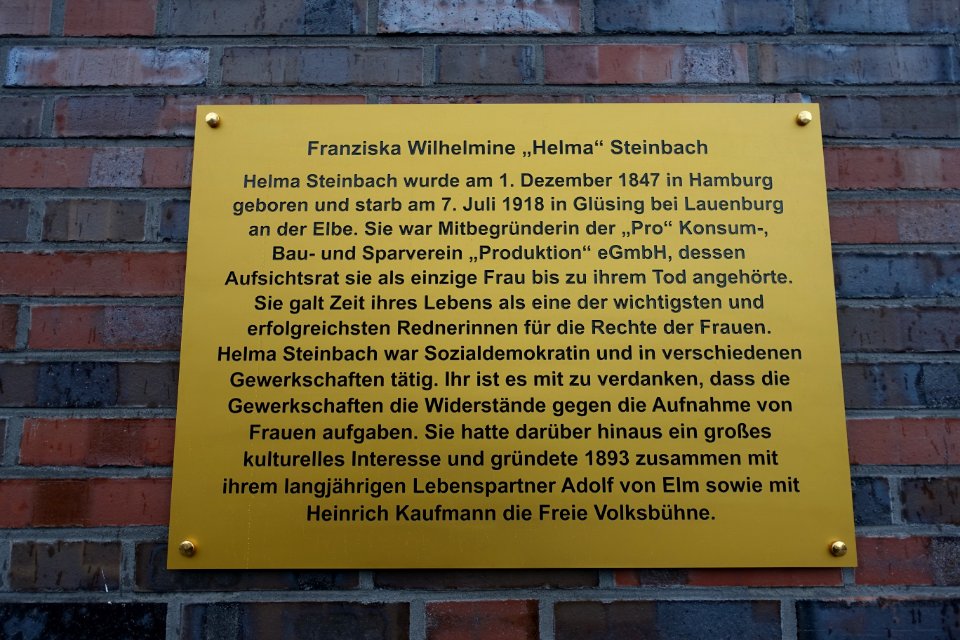 Franziska Wilhelmine „Helma“ Steinbach
Helma Steinbach wurde am 1. Dezember 1847 in Hamburg
geboren und starb am 7. Juli 1918 in Glüsing bei Lauenburg
an der Elbe. Sie war Mitbegründerin der „Pro“ Konsum-,
Bau- und Sparverein „Produktion“ eGmbH, dessen
Aufsichtsrat sie als einzige Frau bis zu ihrem Tod angehörte.
Sie galt Zeit ihres Lebens als eine der wichtigsten und
erfolgreichsten Rednerinnen für die Rechte der Frauen.
Helma Steinbach war Sozialdemokratin und in verschiedenen
Gewerkschaften tätig. Ihr ist es mit zu verdanken, dass die
Gewerkschaften die Widerstände gegen die Aufnahme von
Frauen aufgaben. Sie hatte darüber hinaus ein großes
kulturelles Interesse und gründete 1893 zusammen mit
ihrem langjährigen Lebenspartner Adolf von Elm sowie mit
Heinrich Kaufmann die Freie Volksbühne.